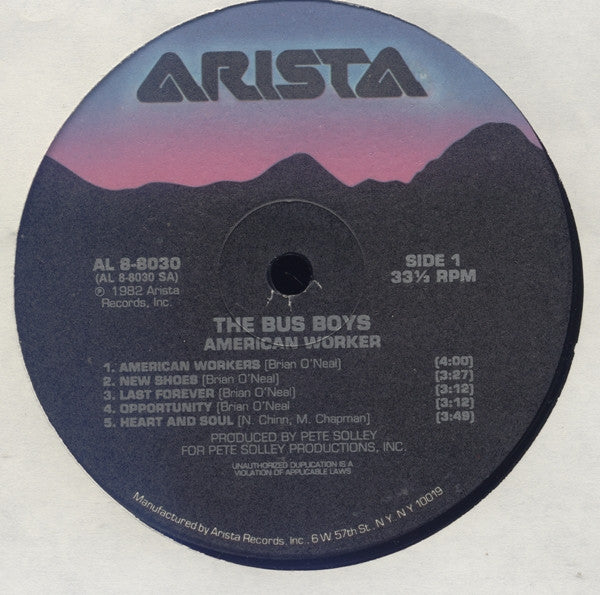 ARISTA
AL 8-8030
(AL 8-8030 SA)
℗ 1982 Arista
Records, Inc.
SIDE 1
33⅓ RPM
THE BUS BOYS
AMERICAN WORKER
1. AMERICAN WORKERS [Brian O'Neal] [4:00]
2. NEW SHOES [Brian O'Neal] [3:27]
3. LAST FOREVER [Brian O'Neal] [3:12]
4. OPPORTUNITY [Brian O'Neal [3:12]
5. HEART AND SOUL [N. Chinn; M. Chapman] [3:49]
PRODUCED BY PETE SOLLEY
FOR PETE SOLLEY PRODUCTIONS, INC.
UNAUTHORIZED DUPLICATION IS A
VIOLATION OF APPLICABLE LAWS
Manufactured by Arista Records, Inc., 6 W. 57th St., N.Y. N.Y. 10019